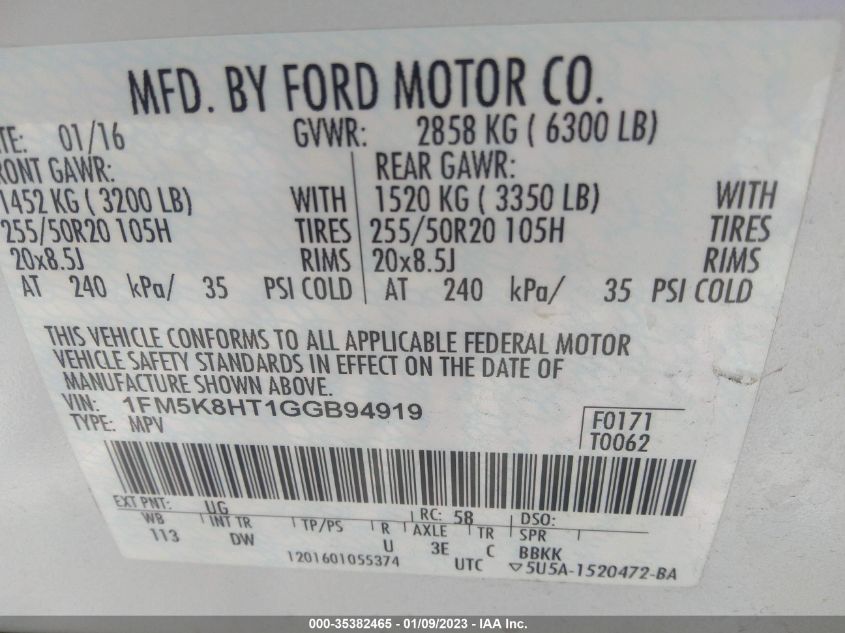 MFD. BY FORD MOTOR CO.
TE: 01/16 GVWR: 2858 KG ( 6300 LB)
RONT GAWR: REAR GAWR:
1452 KG ( 3200 LB) WITH 1520 KG ( 3350 LB) WITH
255/50R20 105H TIRES 255/50R20 105H TIRES
20x8.5J RIMS 20x8.5J RIMS
AT 240 kPa/ 35 PSI COLD AT 240 kPa/ 35 PSI COLD
THIS VEHICLE CONFORMS TO ALL APPLICABLE FEDERAL MOTOR
VEHICLE SAFETY STANDARDS IN EFFECT ON THE DATE OF
MANUFACTURE SHOWN ABOVE.
VIN: 1FM5K8HT1GGB94919 F0171
TYPE: MPV T0062
EXT PNT: UG RC: 58 DSO:
WB INT TR TP/PS R AXLE TR SPR
113 DW U 3E C BBKK
1201601055374 UTC ▽5U5A-1520472-BA
000-35382465 - 01/09/2023 - IAA Inc.